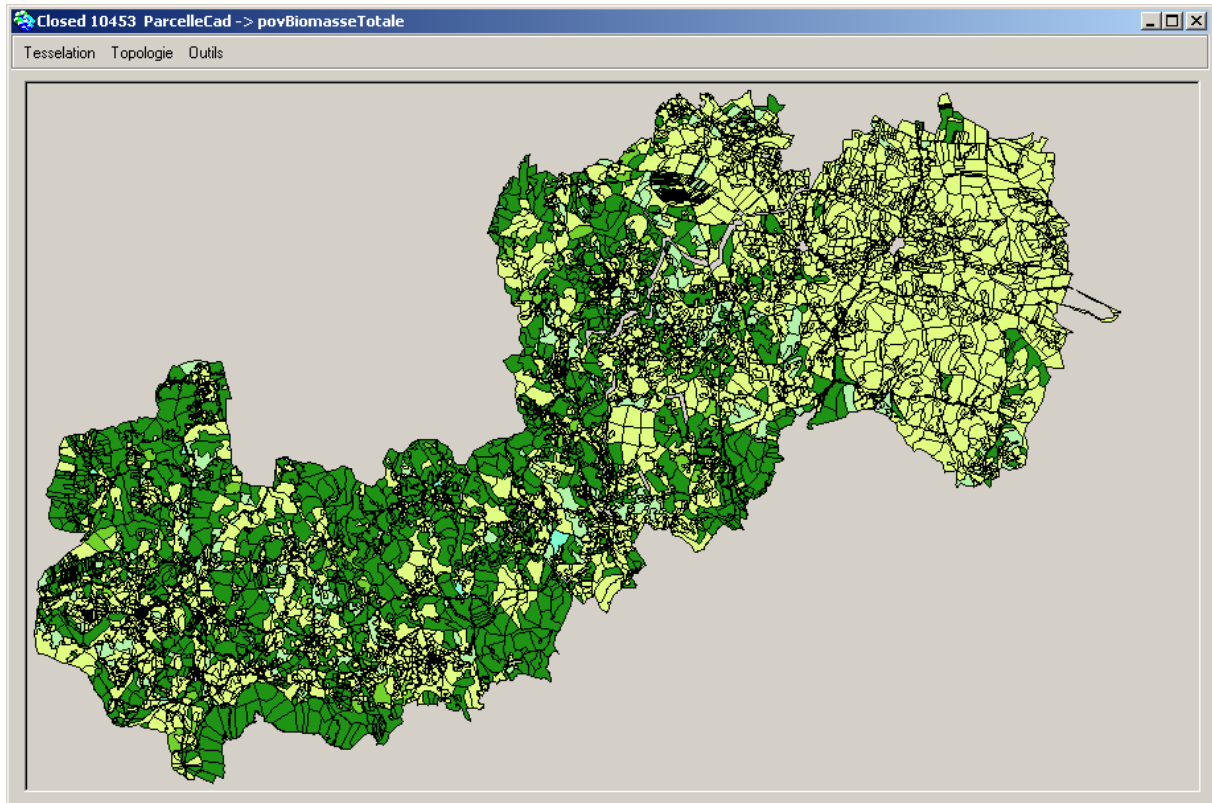 Closed 10453 ParcelleCad -> povBiomasseTotale
Tesselation Topologie Outils